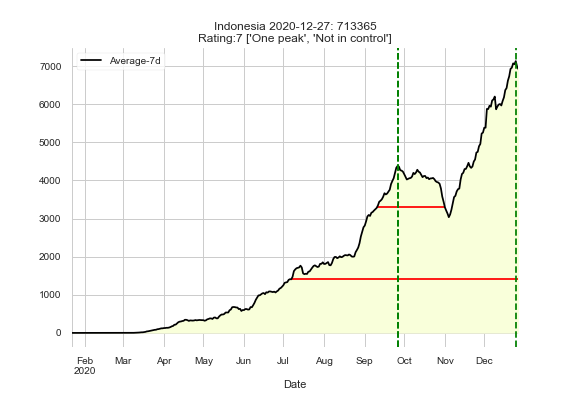 Indonesia 2020-12-27: 713365
Rating:7 ['One peak', 'Not in control']
Average-7d
7000
6000
5000
4000
3000
2000
1000
0
Feb Mar Apr May Jun Jul Aug Sep Oct Nov Dec
2020
Date